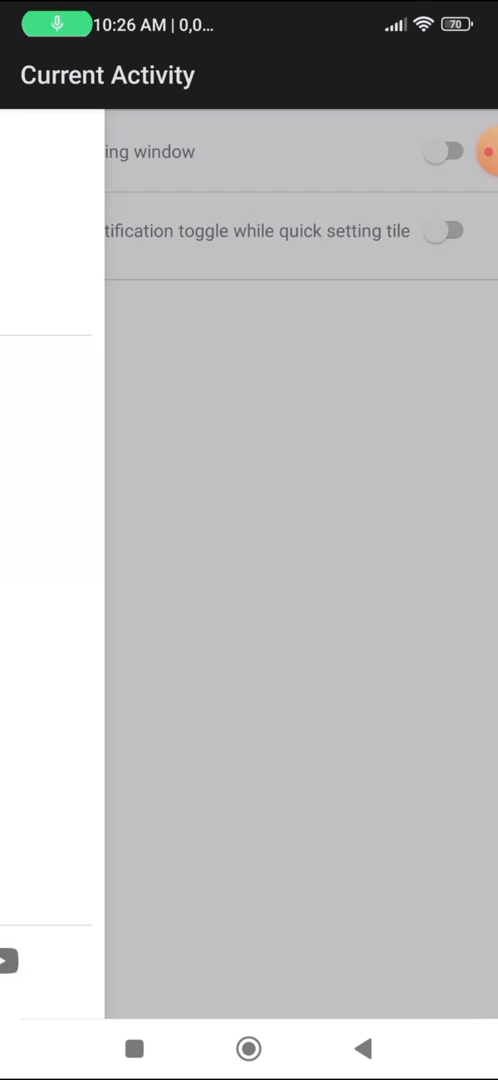 10:26 AM | 0,0...
70
Current Activity
ing window
tification toggle while quick setting tile